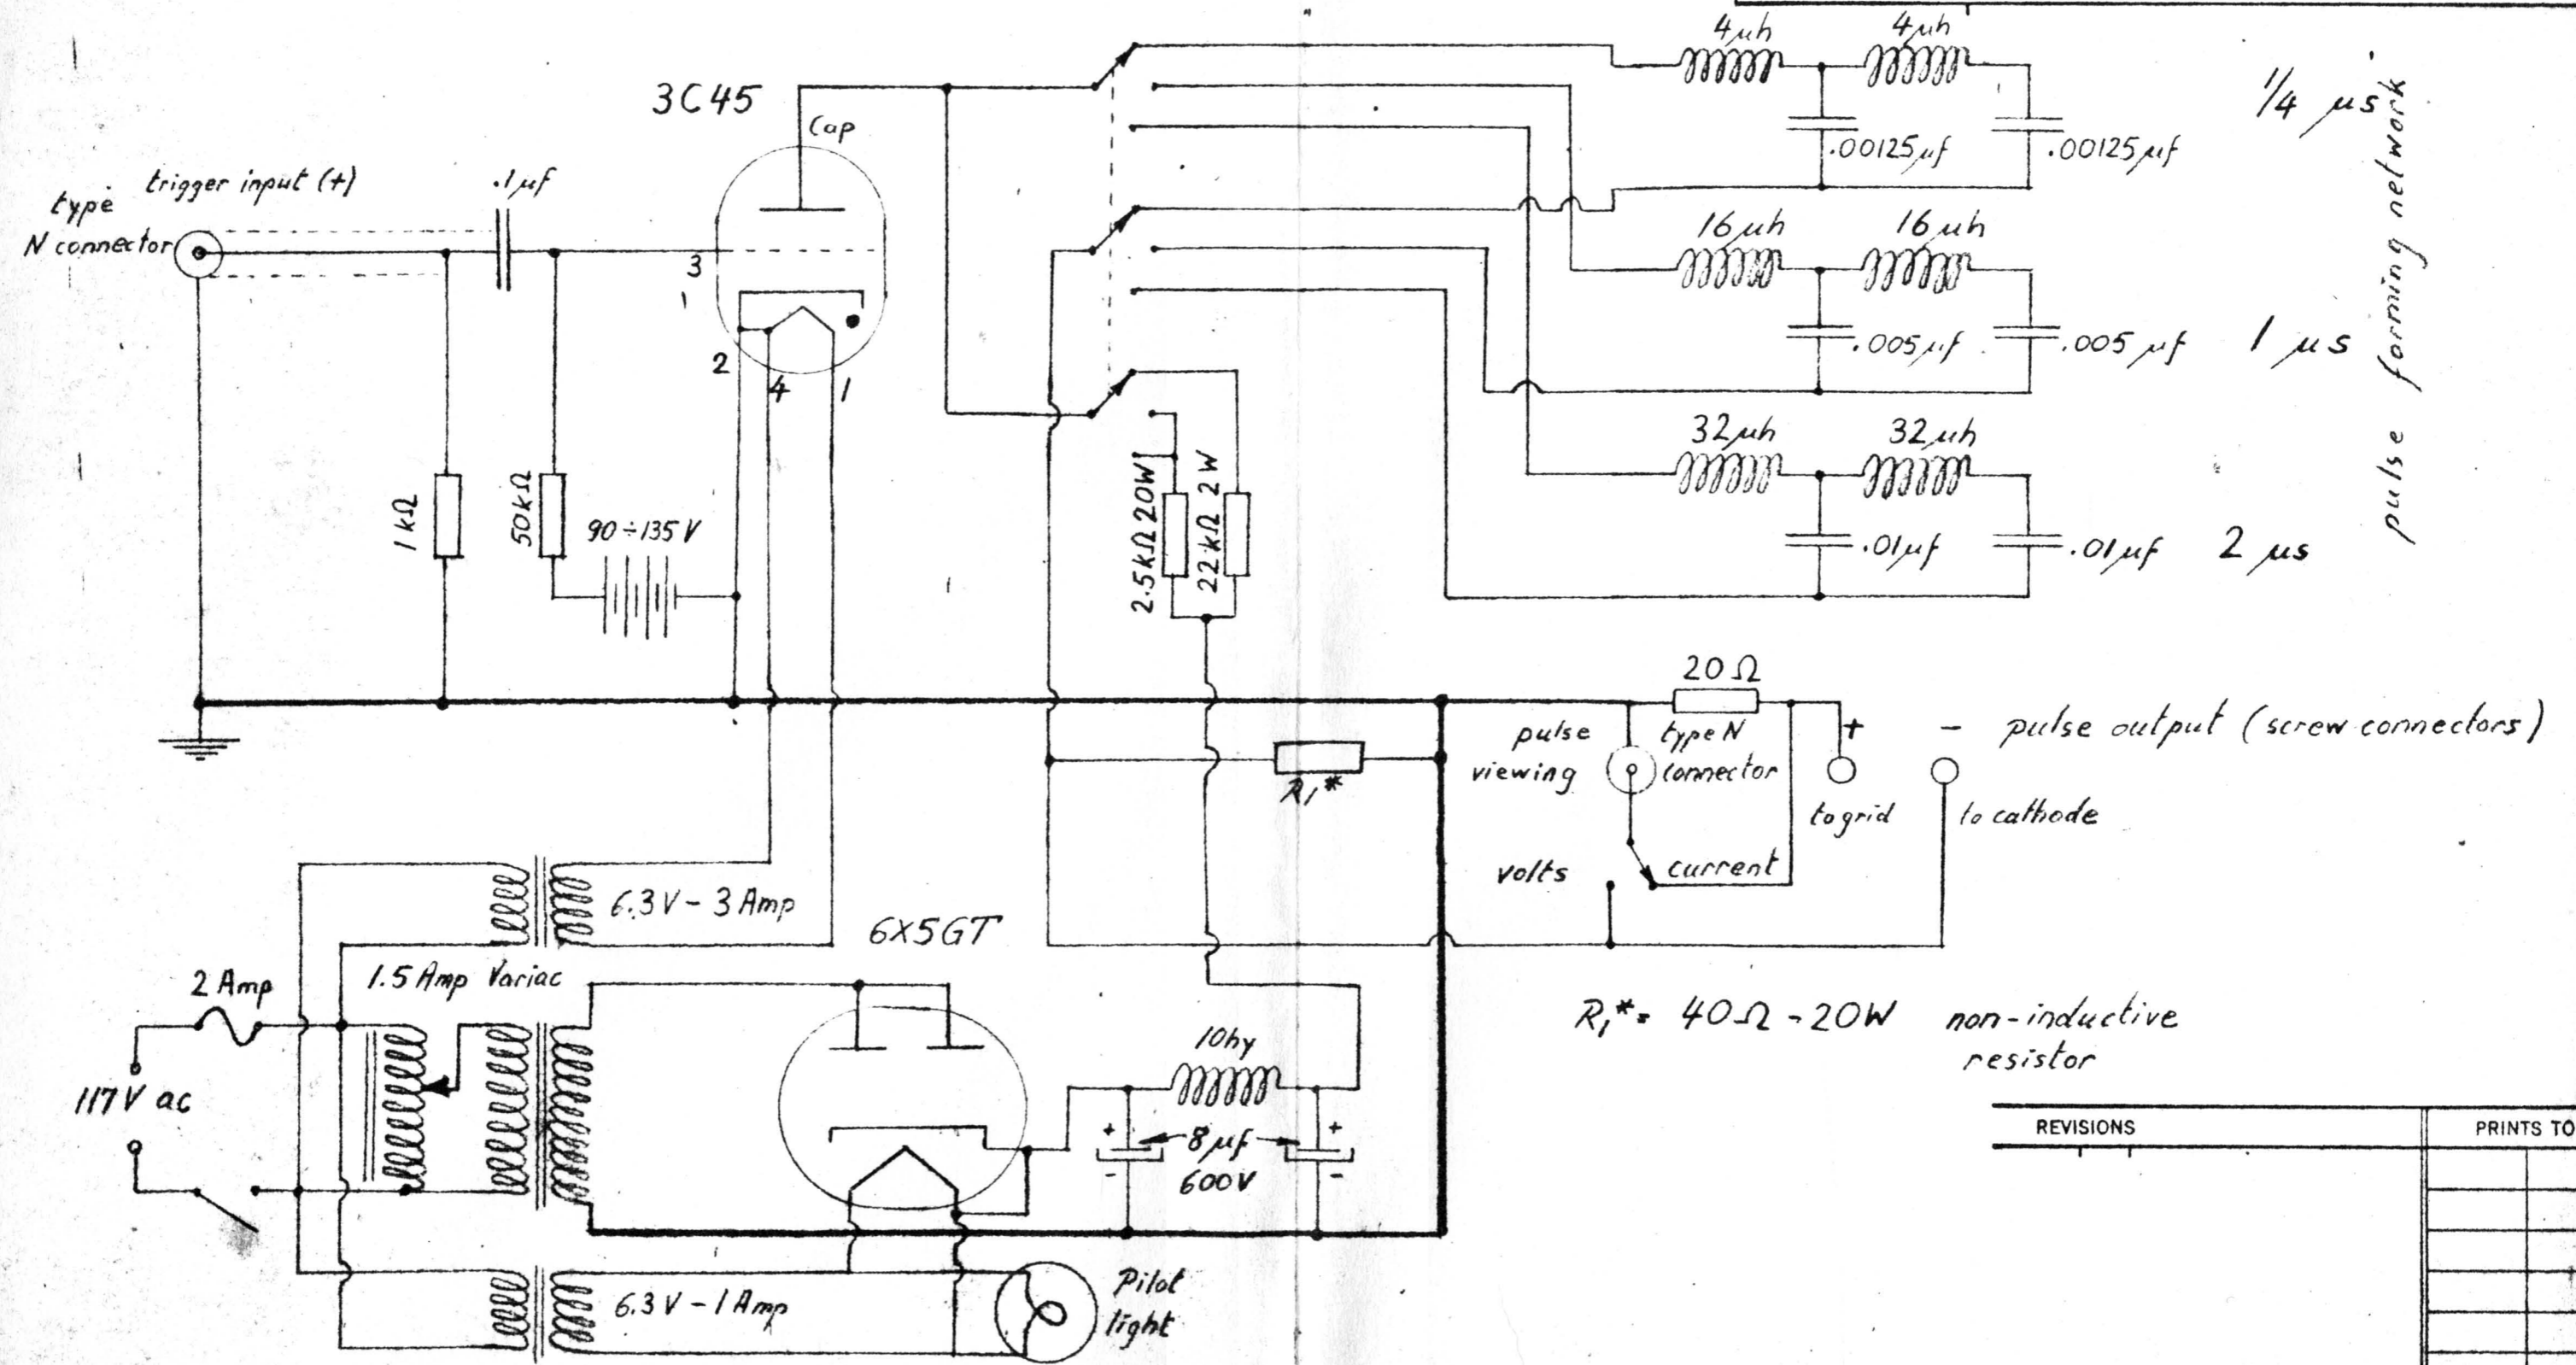 4μh
4μh
3C45
Cap
1/4 μs
.00125μf
.00125μf
trigger input (+)
.1μf
type
N connector
3
16μh
16μh
pulse forming network
2
4
1
.005μf
.005μf
1 μs
32μh
32μh
1kΩ
50kΩ
90÷135V
2.5kΩ 20W
22kΩ 2W
.01μf
.01μf
2 μs
20Ω
pulse
viewing
type N
connector
+
- pulse output (screw connectors)
R1*
to grid
to cathode
volts
current
6.3V-3Amp
6X5GT
2 Amp
1.5 Amp Variac
R1*= 40Ω-20W non-inductive
resistor
10hy
117V ac
+
8μf
+
-
600V
-
REVISIONS
PRINTS TO
6.3V-1Amp
Pilot
light